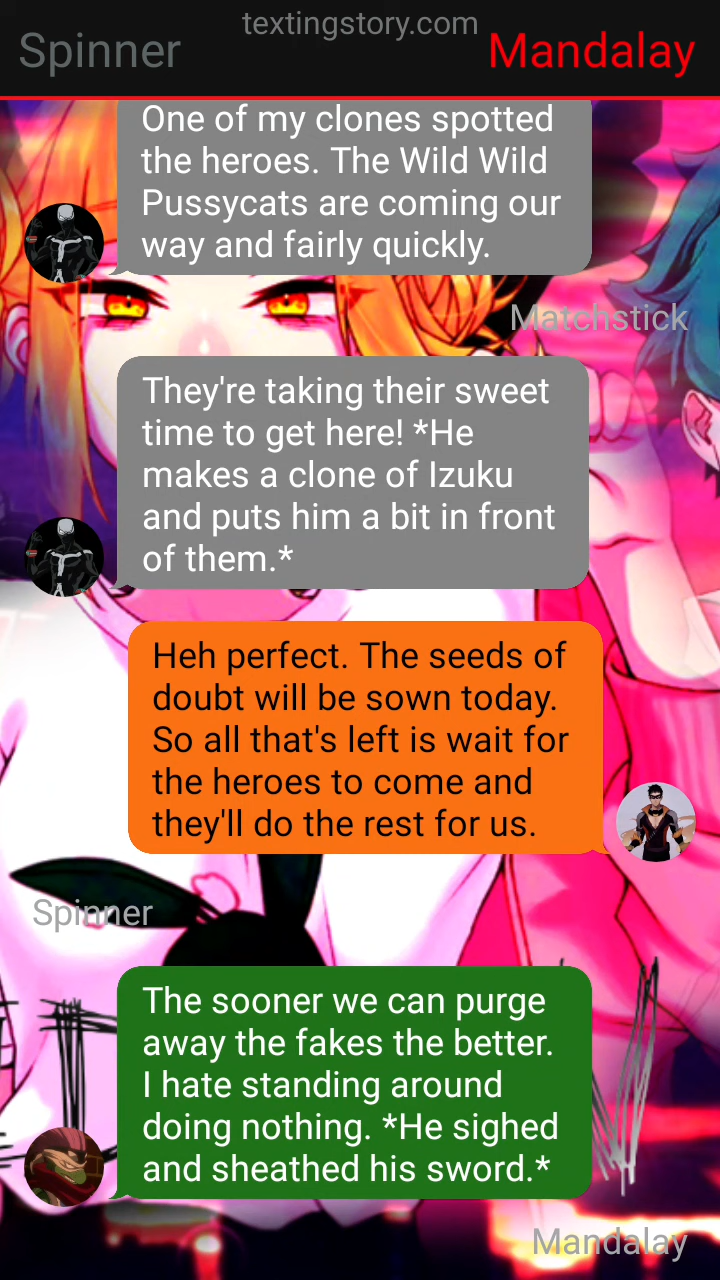 textingstory.com
Spinner
Mandalay
One of my clones spotted
the heroes. The Wild Wild
Pussycats are coming our
way and fairly quickly.
Matchstick
They're taking their sweet
time to get here! *He
makes a clone of Izuku
and puts him a bit in front
of them.*
Heh perfect. The seeds of
doubt will be sown today.
So all that's left is wait for
the heroes to come and
they'll do the rest for us.
Spinner
The sooner we can purge
away the fakes the better.
I hate standing around
doing nothing. *He sighed
and sheathed his sword.*
Mandalay